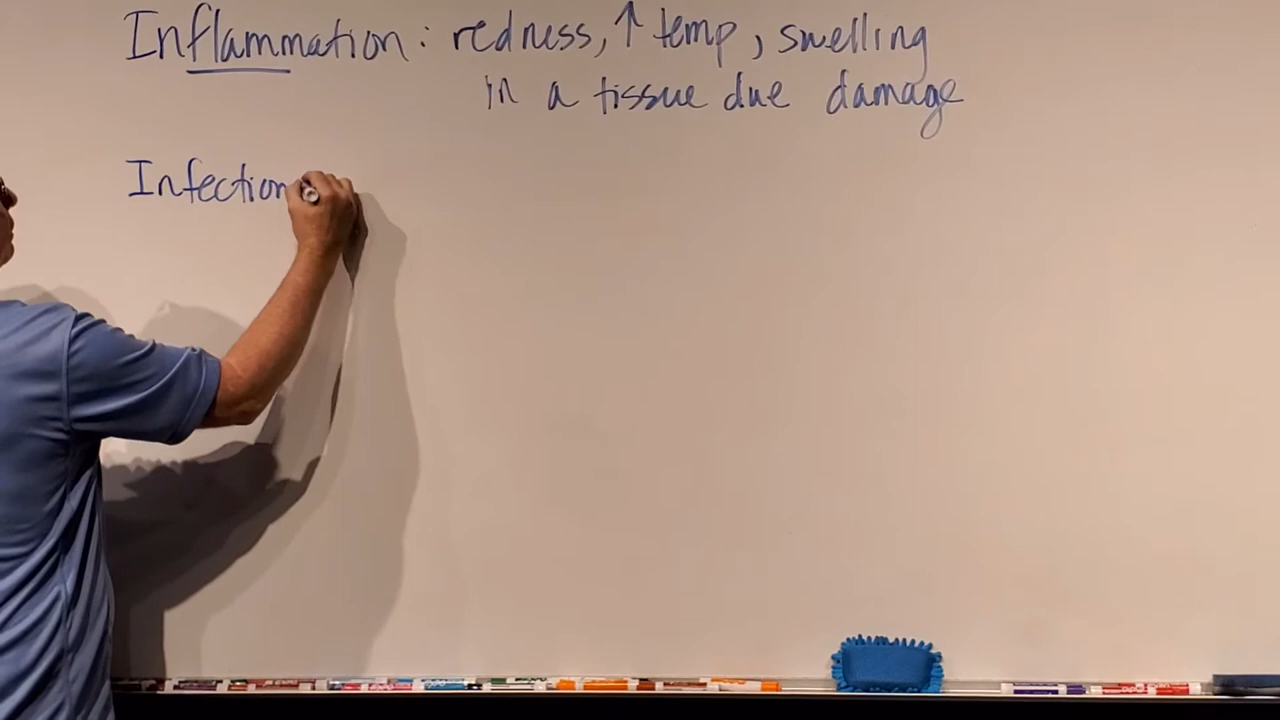 Inflammation: redness, ↑ temp, swelling
in a tissue due damage
Infection